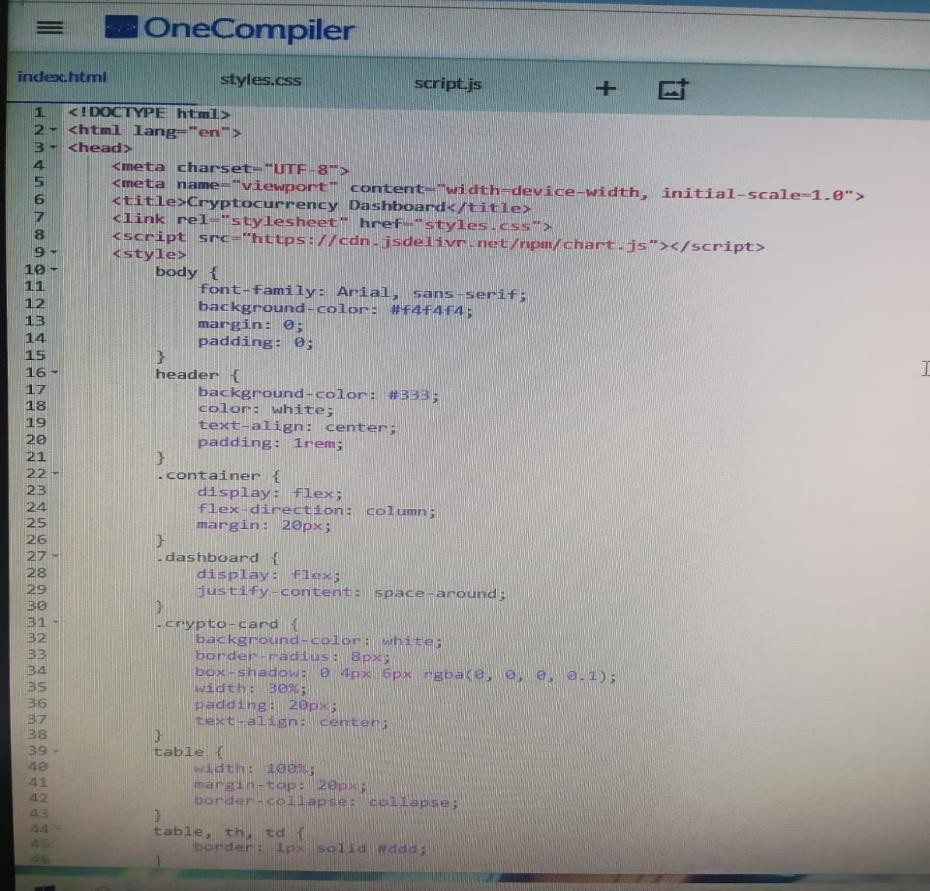 OneCompiler
index.html styles.css script.js +
1 <!DOCTYPE html>
2 <html lang="en">
3 <head>
4 <meta charset="UTF-8">
5 <meta name="viewport" content="width=device-width, initial-scale=1.0">
6 <title>Cryptocurrency Dashboard</title>
7 <link rel="stylesheet" href="styles.css">
8 <script src="https://cdn.jsdelivr.net/npm/chart.js"></script>
9 <style>
10 body {
11 font-family: Arial, sans-serif;
12 background-color: #f4f4f4;
13 margin: 0;
14 padding: 0;
15 }
16 header {
17 background-color: #333;
18 color: white;
19 text-align: center;
20 padding: 1rem;
21 }
22 .container {
23 display: flex;
24 flex-direction: column;
25 margin: 20px;
26 }
27 .dashboard {
28 display: flex;
29 justify-content: space-around;
30 }
31 .crypto-card {
32 background-color: white;
33 border-radius: 8px;
34 box-shadow: 0 4px 6px rgba(0, 0, 0, 0.1);
35 width: 30%;
36 padding: 20px;
37 text-align: center;
38 }
39 table {
40 width: 100%;
41 margin-top: 20px;
42 border-collapse: collapse;
43 }
44 table, th, td {
45 border: 1px solid #ddd;
46 }